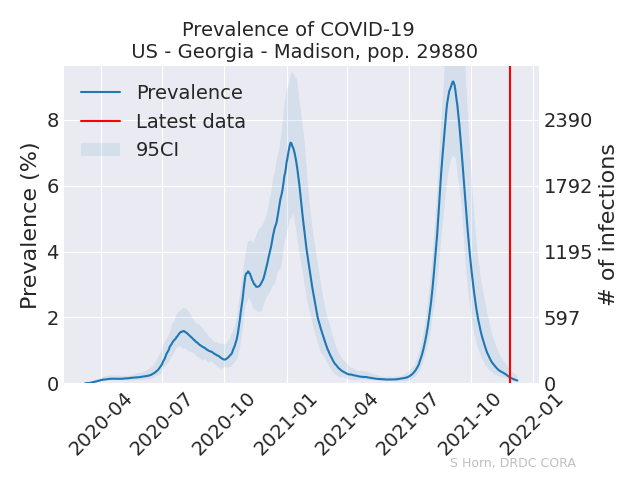 Prevalence of COVID-19
US - Georgia - Madison, pop. 29880
Prevalence
Latest data
95CI
Prevalence (%)
8
6
4
2
0
2390
1792
1195
597
0
# of infections
2020-04
2020-07
2020-10
2021-01
2021-04
2021-07
2021-10
2022-01
S Horn, DRDC CORA